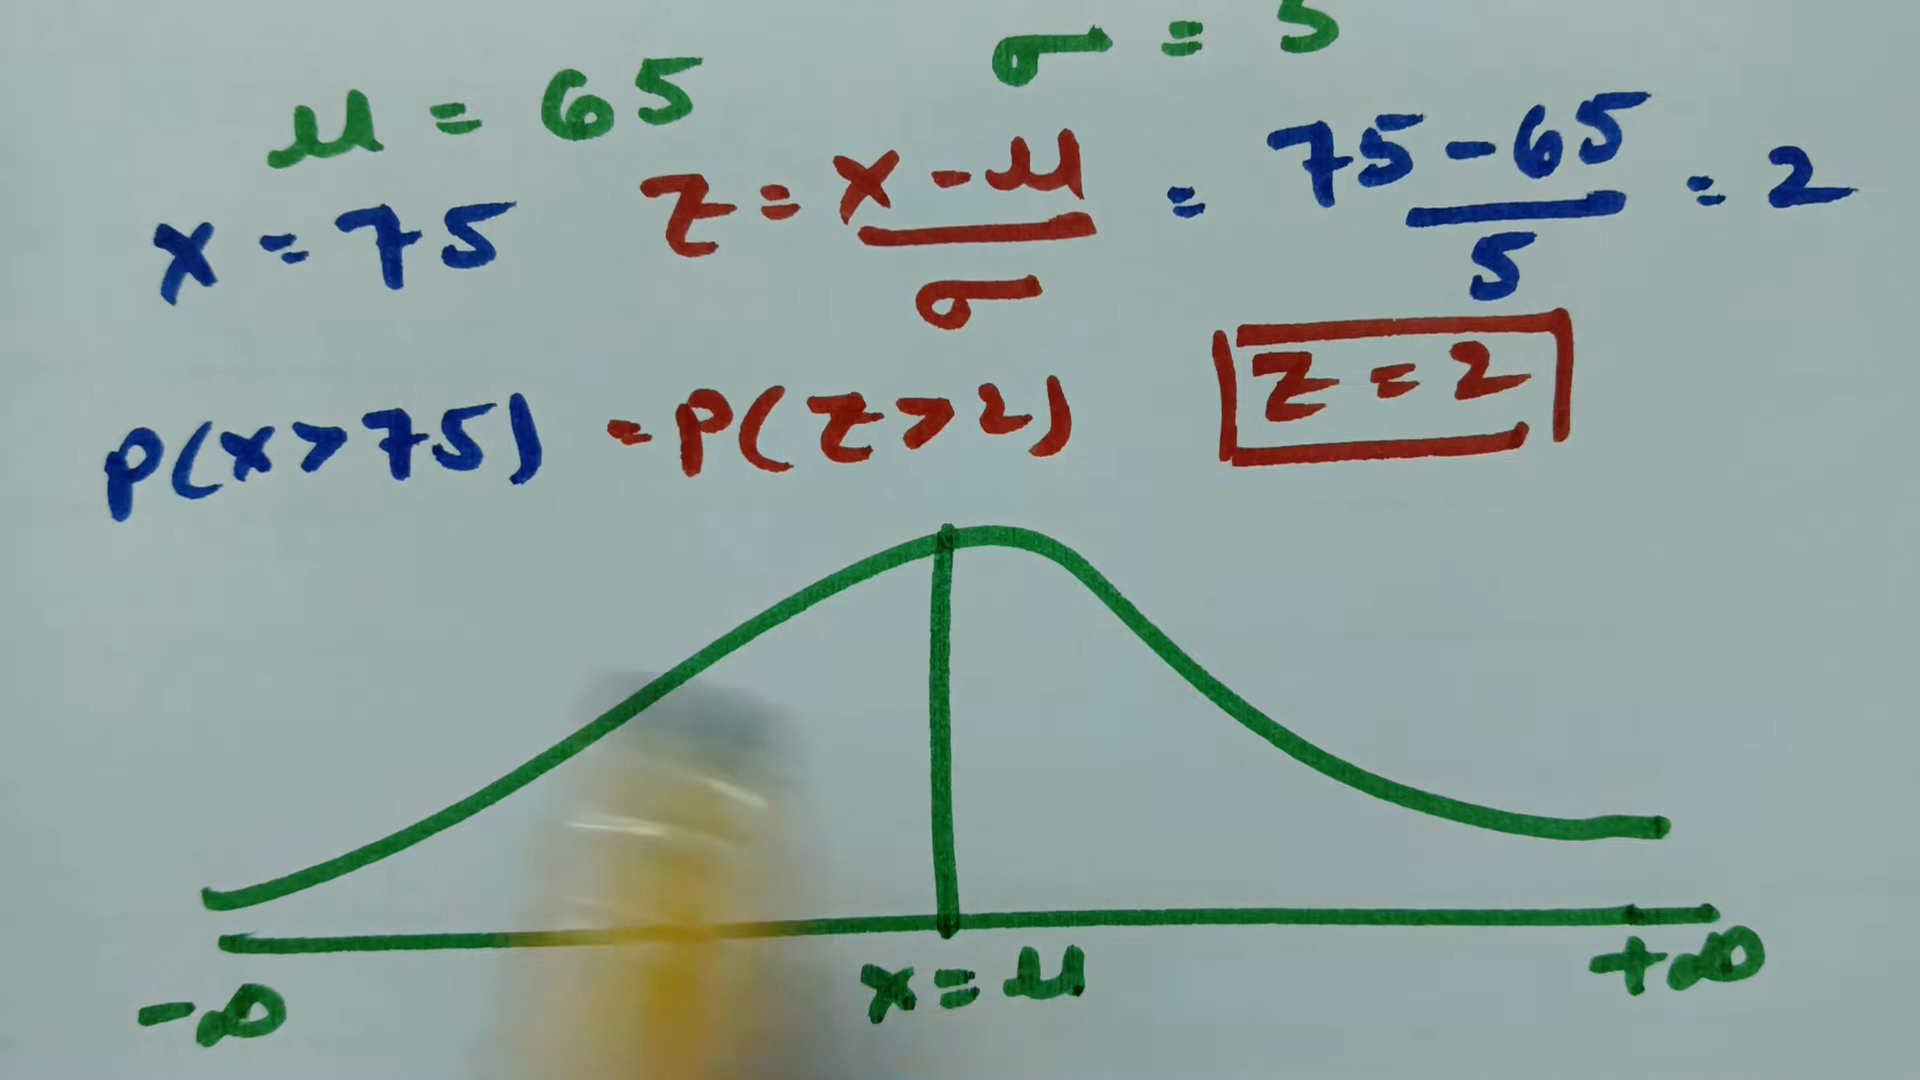 μ = 65 σ = 5
x = 75 z = x - μ / σ = 75 - 65 / 5 = 2
P(x > 75) = P(z > 2) z = 2
-∞ x = μ +∞